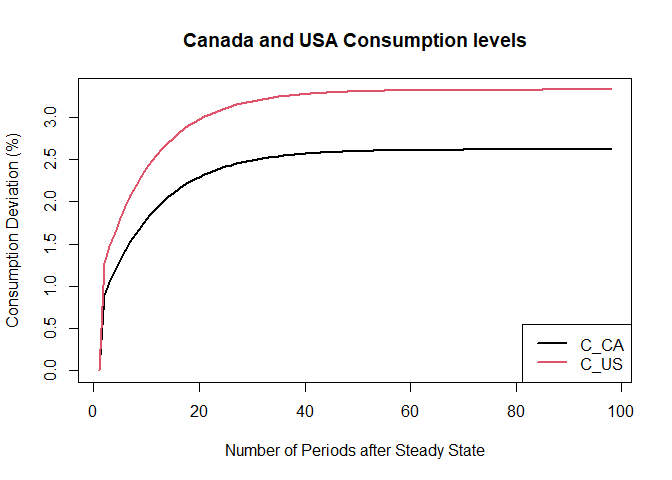 Canada and USA Consumption levels
Consumption Deviation (%)
3.0
2.5
2.0
1.5
1.0
0.5
0.0
C_CA
C_US
0 20 40 60 80 100
Number of Periods after Steady State